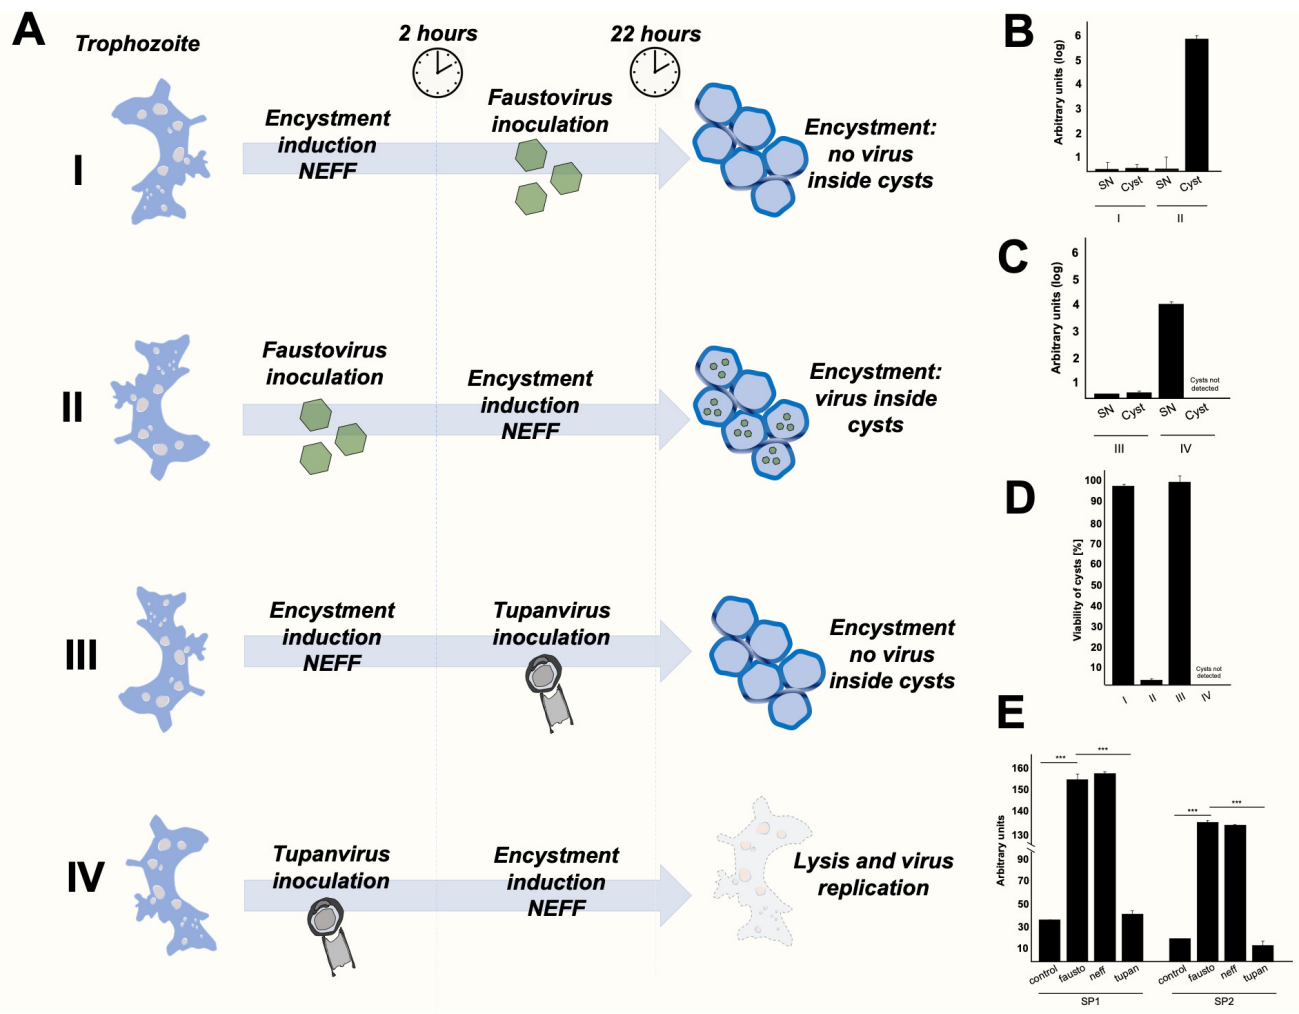 A
Trophozoite
2 hours
22 hours
I
Encystment
induction
NEFF
Faustovirus
inoculation
Encystment:
no virus
inside cysts
II
Faustovirus
inoculation
Encystment
induction
NEFF
Encystment:
virus inside
cysts
III
Encystment
induction
NEFF
Tupanvirus
inoculation
Encystment
no virus
inside cysts
IV
Tupanvirus
inoculation
Encystment
induction
NEFF
Lysis and virus
replication
B
Arbitrary units (log)
6
5
4
3
2
1
SN Cyst SN Cyst
I II
C
Arbitrary units (log)
6
5
4
3
2
1
Cysts not
detected
SN Cyst SN Cyst
III IV
D
Viability of cysts [%]
100
90
80
70
60
50
40
30
20
10
Cysts not
detected
I II III IV
E
Arbitrary units
160
150
140
130
90
70
50
30
10
*** ***
*** ***
control fausto neff tupan control fausto neff tupan
SP1 SP2